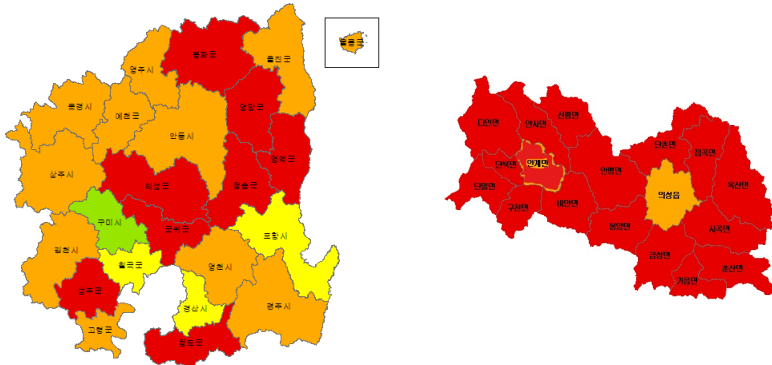 봉화군
울진군
울릉군
영주시
문경시
예천군
영양군
안동시
상주시
의성군
청송군
영덕군
구미시
군위군
포항시
김천시
칠곡군
영천시
성주군
경산시
경주시
고령군
청도군
다인면
안사면
신평면
단북면
안계면
단밀면
구천면
비안면
안평면
봉양면
단촌면
점곡면
옥산면
의성읍
사곡면
금성면
가음면
춘산면